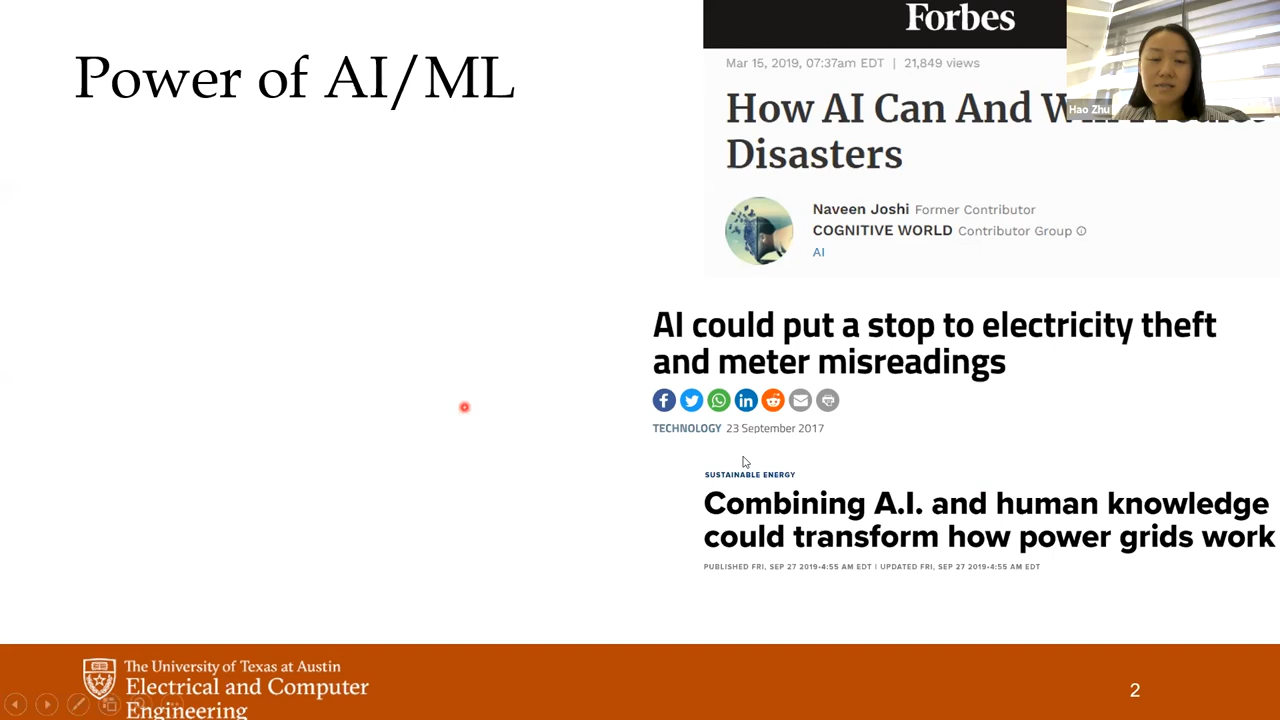 Power of AI/ML
Forbes
Mar 15, 2019, 07:37am EDT | 21,849 views
How AI Can And
Disasters
Naveen Joshi Former Contributor
COGNITIVE WORLD Contributor Group
AI
Hao Zhu
AI could put a stop to electricity theft
and meter misreadings
TECHNOLOGY 23 September 2017
SUSTAINABLE ENERGY
Combining A.I. and human knowledge
could transform how power grids work
PUBLISHED FRI, SEP 27 2019•4:55 AM EDT | UPDATED FRI, SEP 27 2019•4:55 AM EDT
The University of Texas at Austin
Electrical and Computer
Engineering
2